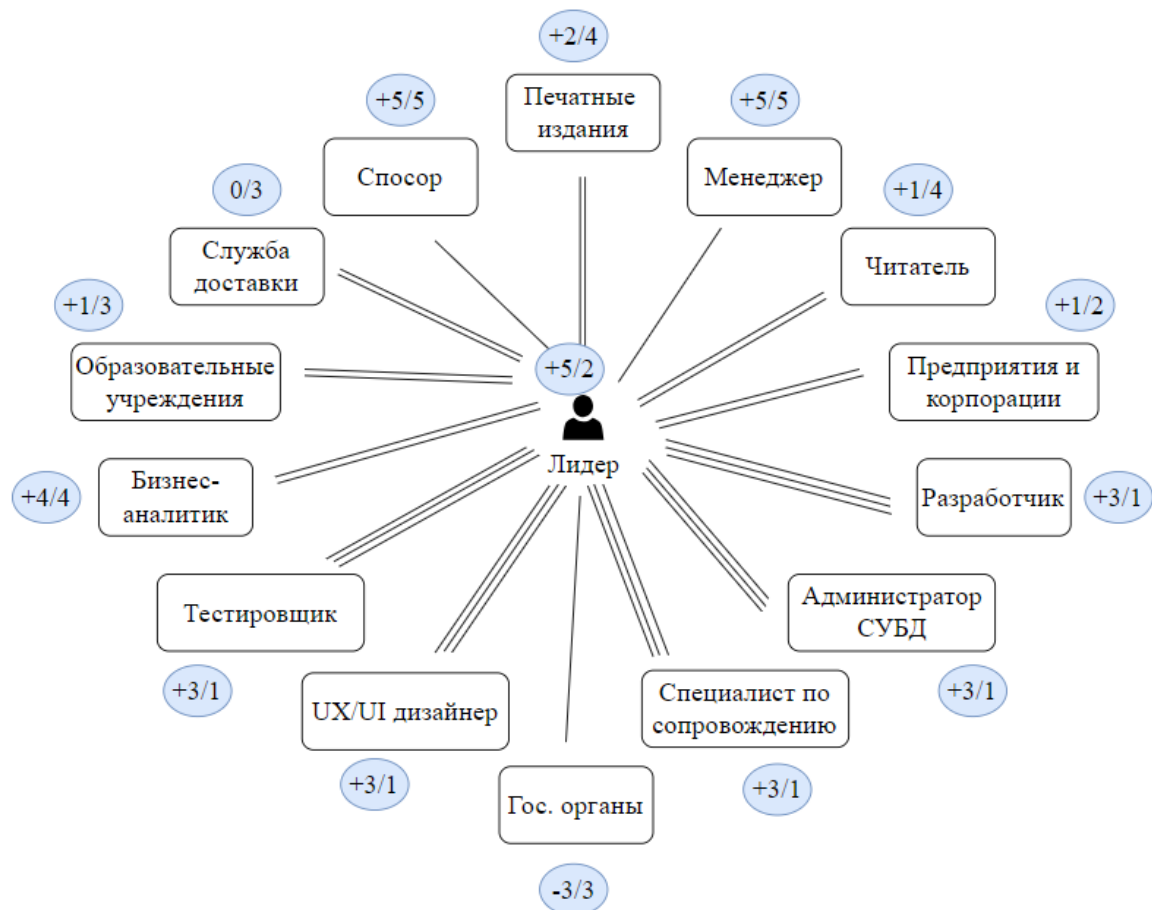 +2/4
Печатные
издания
+5/5
Спосор
+5/5
Менеджер
0/3
Служба
доставки
+1/4
Читатель
+1/3
Образовательные
учреждения
+1/2
Предприятия и
корпорации
+5/2
Лидер
+4/4
Бизнес-
аналитик
Разработчик
+3/1
Тестировщик
+3/1
Администратор
СУБД
+3/1
UX/UI дизайнер
+3/1
Специалист по
сопровождению
+3/1
Гос. органы
-3/3